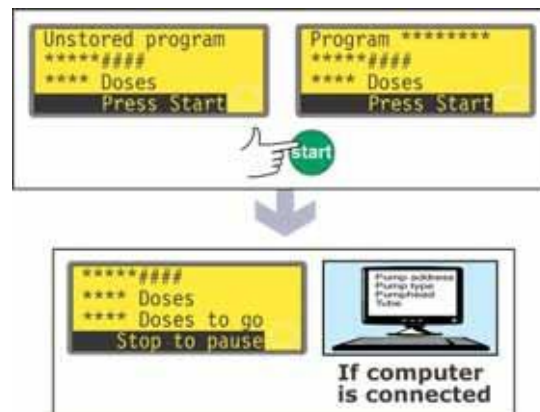 Unstored program
*****####
**** Doses
Press Start
Program ********
*****####
**** Doses
Press Start
start
*****####
**** Doses
**** Doses to go
Stop to pause
Pump address
Pump type
Pumphead
Tube
If computer
is connected